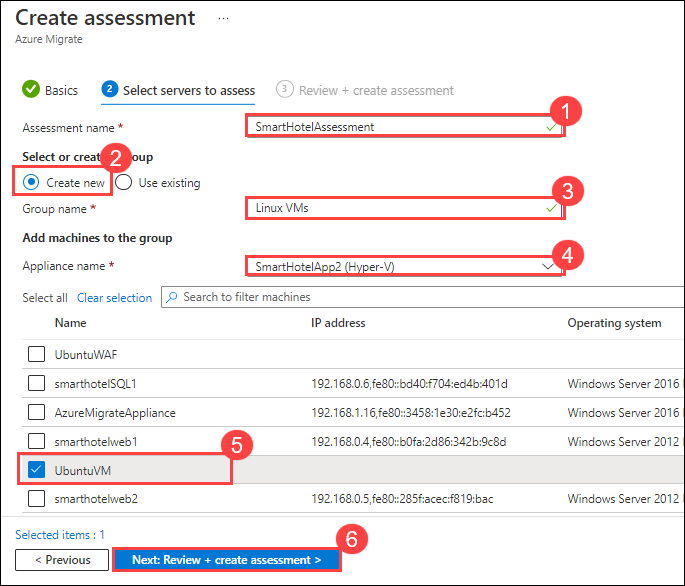 Create assessment ...
Azure Migrate
Basics 2 Select servers to assess 3 Review + create assessment
1
Assessment name * SmartHotelAssessment
2
Select or create group
Create new Use existing
3
Group name * Linux VMs
Add machines to the group
4
Appliance name * SmartHotelApp2 (Hyper-V)
Select all Clear selection Search to filter machines
Name IP address Operating system
UbuntuWAF
smarthotelSQL1 192.168.0.6,fe80::bd40:f704:ed4b:401d Windows Server 2016
AzureMigrateAppliance 192.168.1.16,fe80::3458:1e30:e2fc:b452 Windows Server 2016
smarthotelweb1 192.168.0.4,fe80::b0fa:2d86:342b:9c8d Windows Server 2012
5
UbuntuVM
smarthotelweb2 192.168.0.5,fe80::285f:acec:f819:bac Windows Server 2012
Selected items : 1
6
< Previous Next: Review + create assessment >